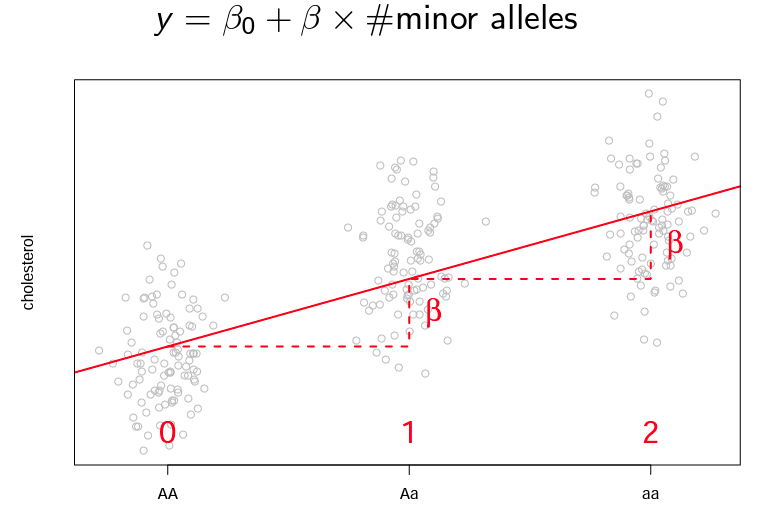 y = β₀ + β × #minor alleles
cholesterol
β
β
0 1 2
AA Aa aa